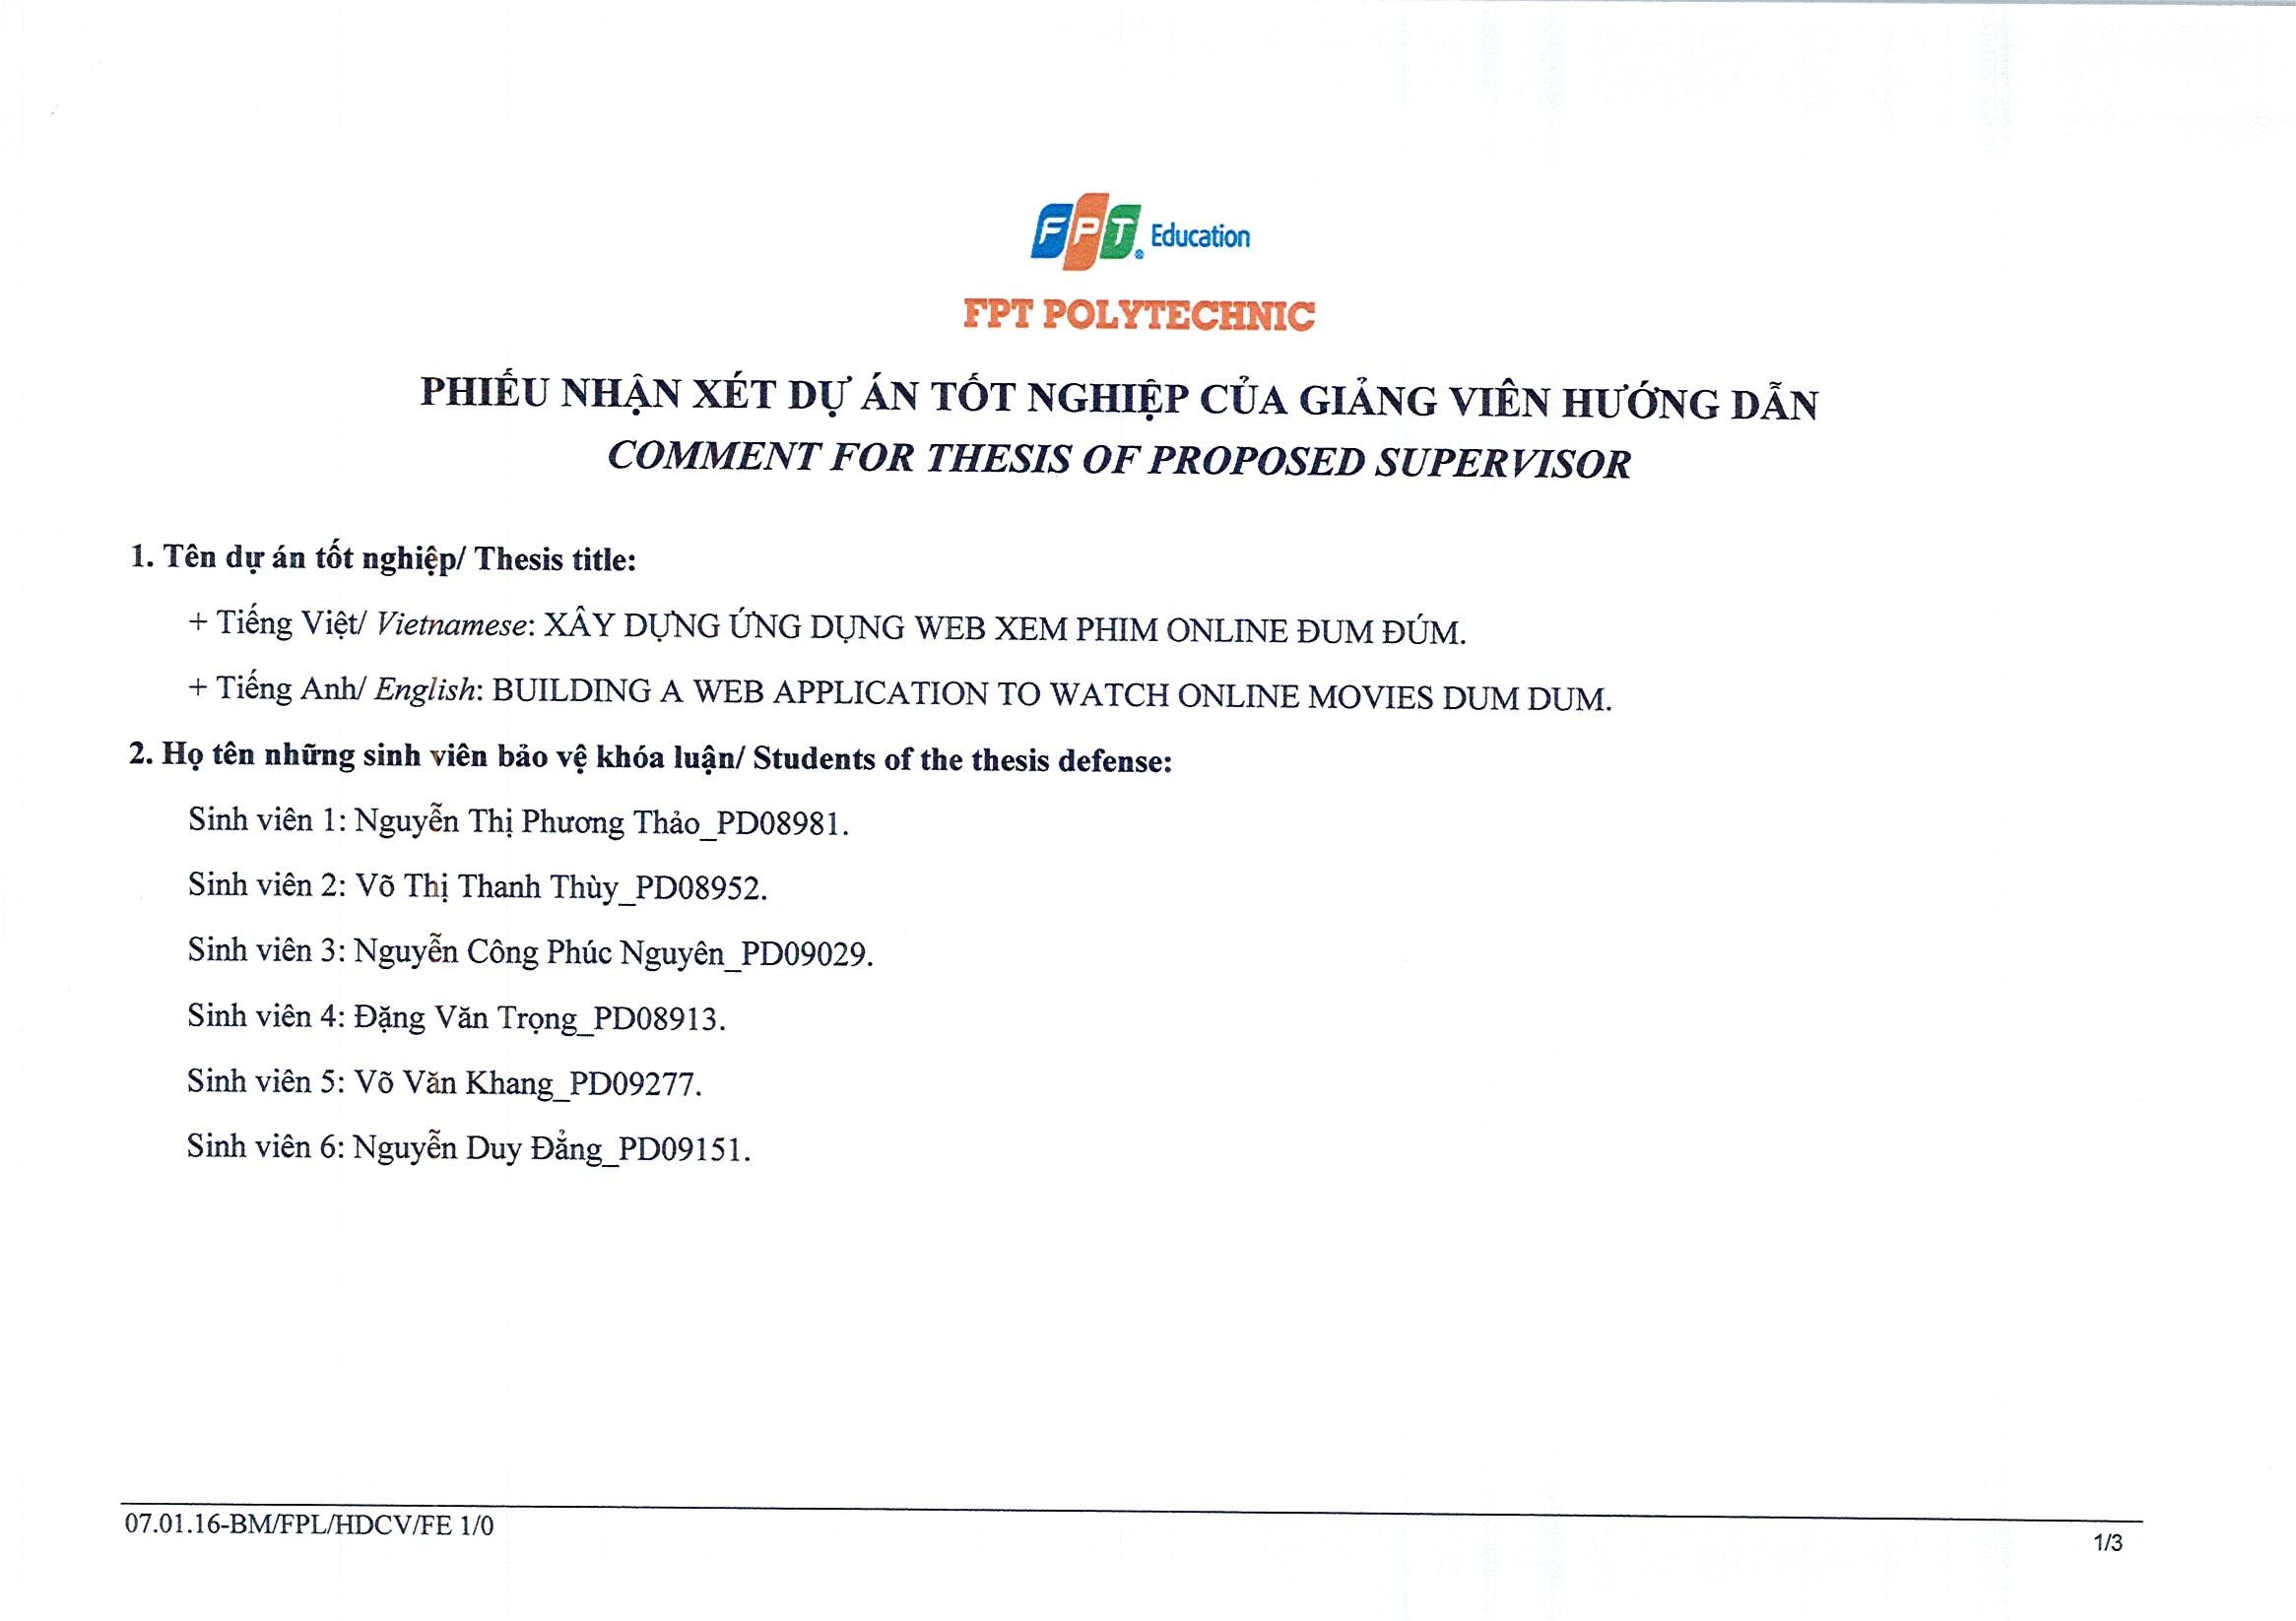 FPT Education
FPT POLYTECHNIC
PHIẾU NHẬN XÉT DỰ ÁN TỐT NGHIỆP CỦA GIẢNG VIÊN HƯỚNG DẪN
COMMENT FOR THESIS OF PROPOSED SUPERVISOR
1. Tên dự án tốt nghiệp/ Thesis title:
+ Tiếng Việt/ Vietnamese: XÂY DỰNG ỨNG DỤNG WEB XEM PHIM ONLINE ĐUM ĐÚM.
+ Tiếng Anh/ English: BUILDING A WEB APPLICATION TO WATCH ONLINE MOVIES DUM DUM.
2. Họ tên những sinh viên bảo vệ khóa luận/ Students of the thesis defense:
Sinh viên 1: Nguyễn Thị Phương Thảo_PD08981.
Sinh viên 2: Võ Thị Thanh Thùy_PD08952.
Sinh viên 3: Nguyễn Công Phúc Nguyên_PD09029.
Sinh viên 4: Đặng Văn Trọng_PD08913.
Sinh viên 5: Võ Văn Khang_PD09277.
Sinh viên 6: Nguyễn Duy Đẳng_PD09151.
07.01.16-BM/FPL/HDCV/FE 1/0
1/3